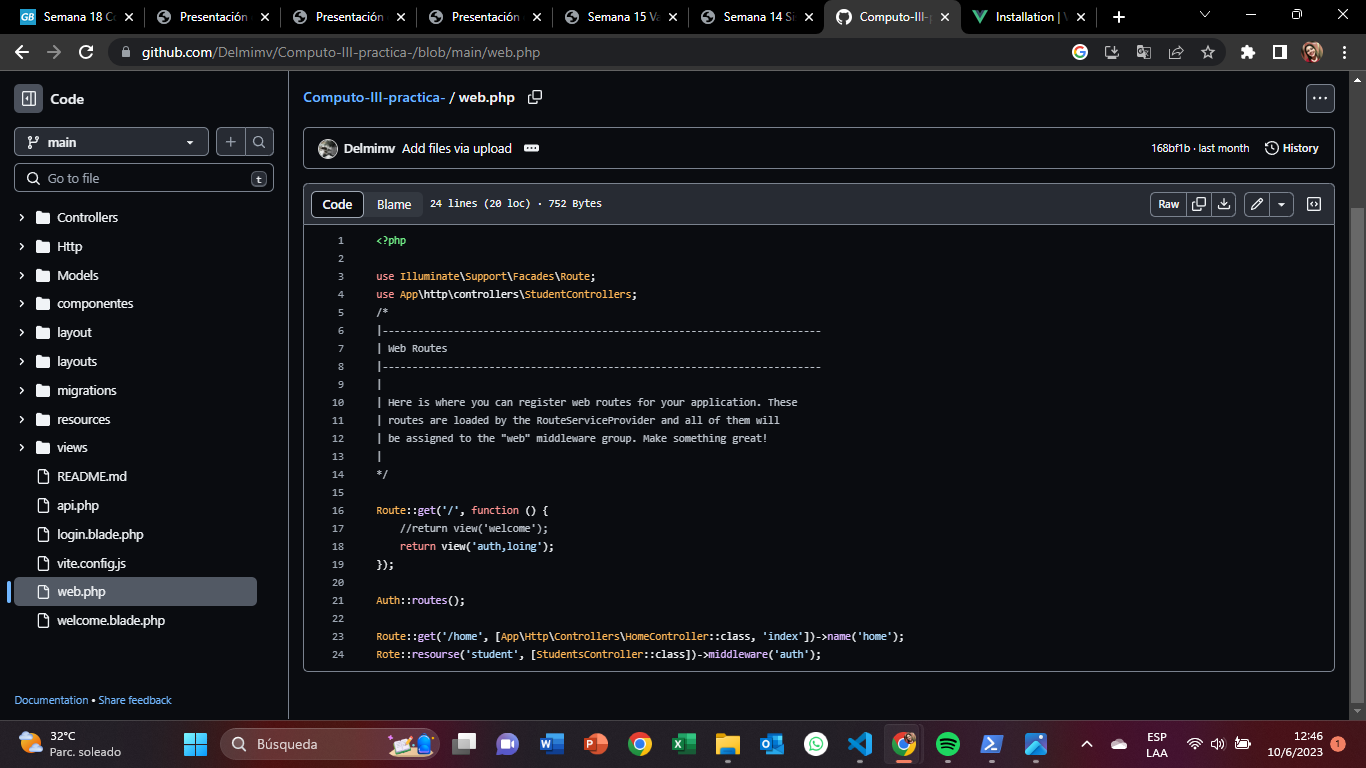 Semana 18 Co
Presentación
Presentación
Presentación
Semana 15 Va
Semana 14 Si
Computo-III-p
Installation | V
github.com/Delmimv/Computo-III-practica-/blob/main/web.php
Code
main
Go to file
t
Controllers
Http
Models
componentes
layout
layouts
migrations
resources
views
README.md
api.php
login.blade.php
vite.config.js
web.php
welcome.blade.php
Documentation • Share feedback
Computo-III-practica- / web.php
Delmimv Add files via upload
168bf1b · last month
History
Code
Blame
24 lines (20 loc) · 752 Bytes
Raw
1 <?php
2
3 use Illuminate\Support\Facades\Route;
4 use App\http\controllers\StudentControllers;
5 /*
6 |--------------------------------------------------------------------------
7 | Web Routes
8 |--------------------------------------------------------------------------
9 |
10 | Here is where you can register web routes for your application. These
11 | routes are loaded by the RouteServiceProvider and all of them will
12 | be assigned to the "web" middleware group. Make something great!
13 |
14 */
15
16 Route::get('/', function () {
17 //return view('welcome');
18 return view('auth,loing');
19 });
20
21 Auth::routes();
22
23 Route::get('/home', [App\Http\Controllers\HomeController::class, 'index'])->name('home');
24 Rote::resourse('student', [StudentsController::class])->middleware('auth');
32°C
Parc. soleado
Búsqueda
ESP
LAA
12:46
10/6/2023
1